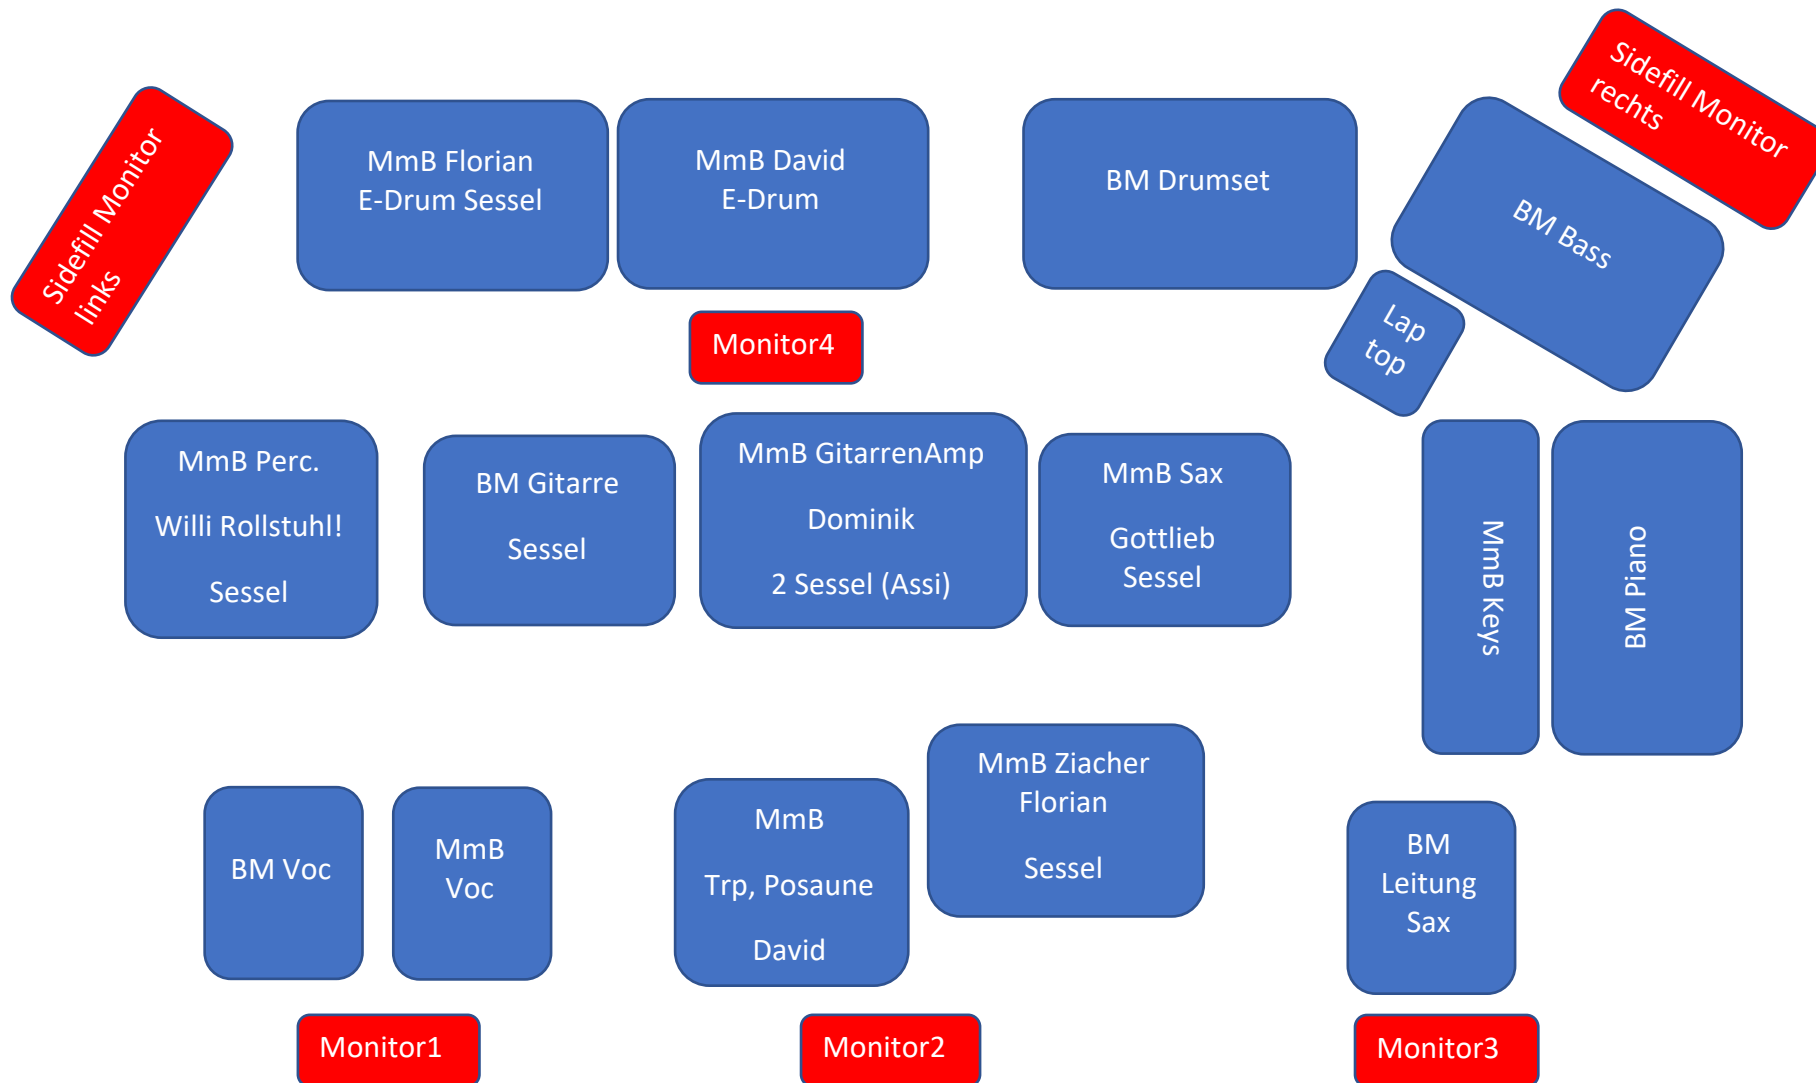 Sidefill Monitor
links
MmB Florian
E-Drum Sessel
MmB David
E-Drum
BM Drumset
Sidefill Monitor
rechts
BM Bass
Lap
top
Monitor4
MmB Perc.
Willi Rollstuhl!
Sessel
BM Gitarre
Sessel
MmB GitarrenAmp
Dominik
2 Sessel (Assi)
MmB Sax
Gottlieb
Sessel
MmB Keys
BM Piano
BM Voc
MmB
Voc
MmB
Trp, Posaune
David
MmB Ziacher
Florian
Sessel
BM
Leitung
Sax
Monitor1
Monitor2
Monitor3